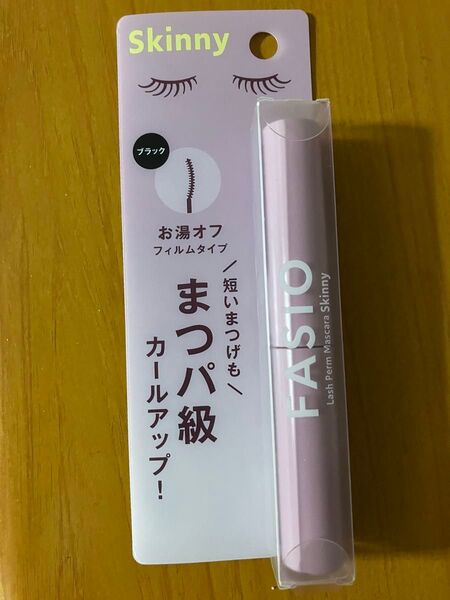 Skinny
ブラック
お湯オフ
フィルムタイプ
短いまつげも
まつパ級
カールアップ!
FASIO
Lash Perm Mascara Skinny